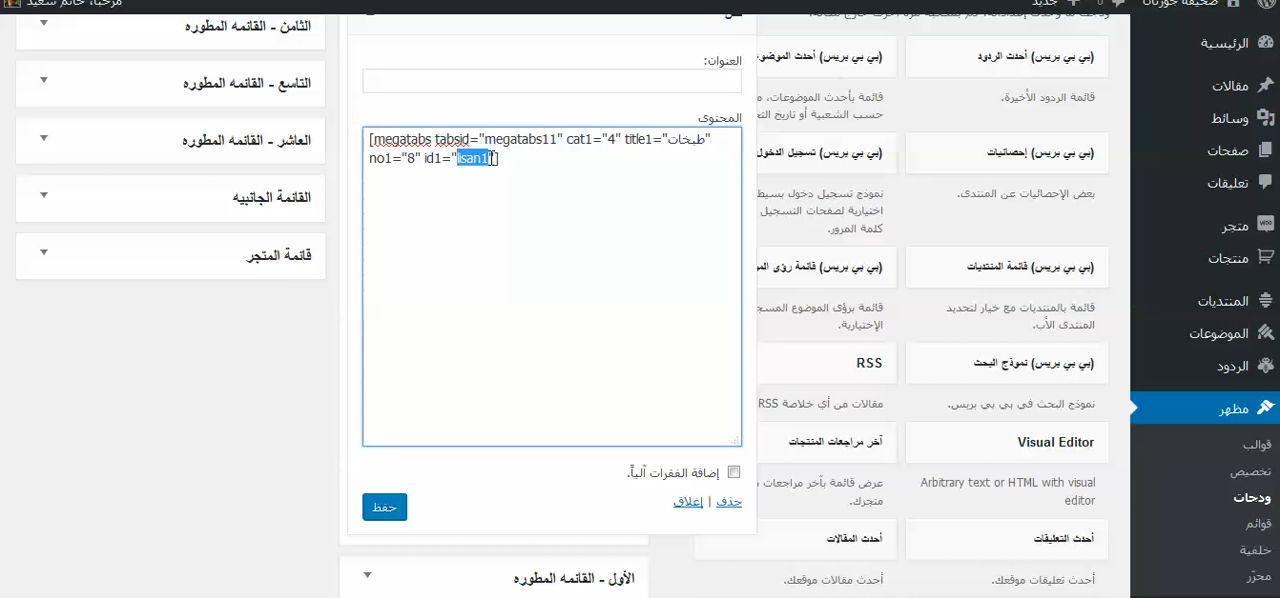 مرحبا، حاتم سعيد
جديد
0
صحيفة جورنال
الرئيسية
مقالات
وسائط
صفحات
تعليقات
متجر
منتجات
المنتديات
الموضوعات
الردود
مظهر
قوالب
تخصيص
ودجات
قوائم
خلفية
محرّر
(بي بي بريس) أحدث الردود
قائمة الردود الأخيرة.
(بي بي بريس) إحصائيات
بعض الإحصائيات عن المنتدى.
(بي بي بريس) قائمة المنتديات
قائمة بالمنتديات مع خيار لتحديد
المنتدى الأب.
(بي بي بريس) نموذج البحث
نموذج البحث في بي بي بريس.
Visual Editor
Arbitrary text or HTML with visual
editor
أحدث التعليقات
أحدث تعليقات موقعك.
(بي بي بريس) أحدث الموضو
قائمة بأحدث الموضوعات، م
حسب الشعبية أو تاريخ الت
(بي بي بريس) تسجيل الدخول
نموذج تسجيل دخول بسيط
اختيارية لصفحات التسجيل
كلمة المرور.
(بي بي بريس) قائمة رؤى المو
قائمة برؤى الموضوع المسج
الإختيارية.
RSS
مقالات من أي خلاصة RSS
آخر مراجعات المنتجات
عرض قائمة بآخر مراجعات
متجرك.
أحدث المقالات
أحدث مقالات موقعك.
العنوان:
المحتوى
[megatabs tabsid="megatabs11" cat1="4" title1="طبخات"
no1="8" id1="lisan1"]
إضافة الفقرات آلياً.
حذف | إغلاق
حفظ
الأول - القائمه المطوره
الثامن - القائمه المطوره
التاسع - القائمه المطوره
العاشر - القائمه المطوره
القائمة الجانبيه
قائمة المتجر